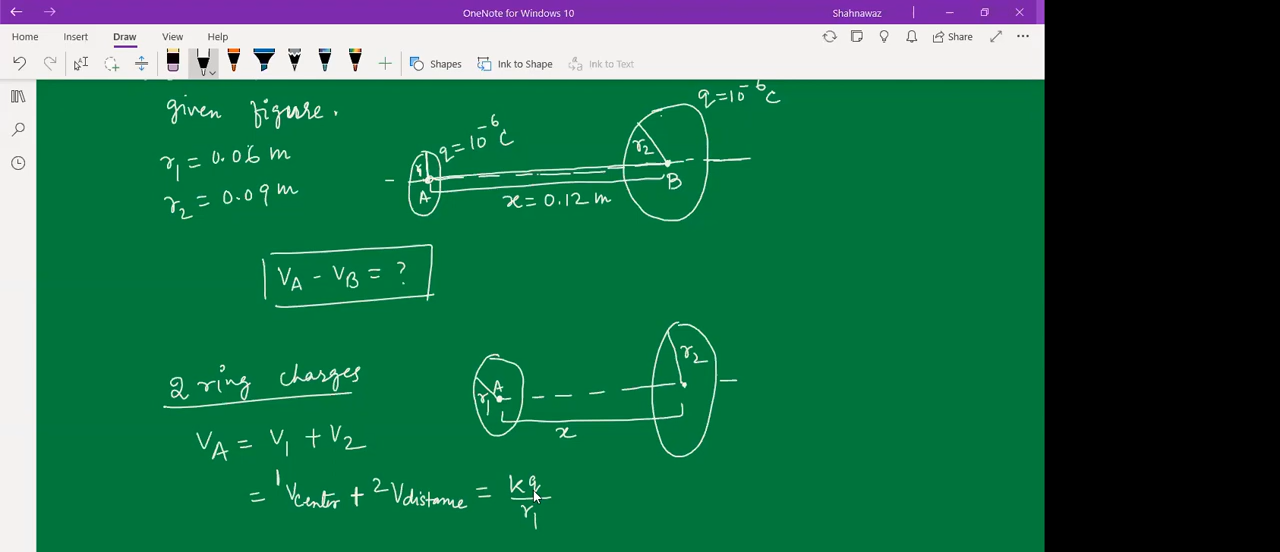 OneNote for Windows 10
Shahnawaz
Home Insert Draw View Help
Share
Shapes
Ink to Shape
Ink to Text
given figure.
r₁ = 0.06 m
r₂ = 0.09 m
q = 10⁻⁶ C
q = 10⁻⁶ C
r₁
r₂
A
B
x = 0.12 m
V_A - V_B = ?
2 ring charges
A
r₁
r₂
x
V_A = V₁ + V₂
= ¹V_center + ²V_distame = kq/r₁